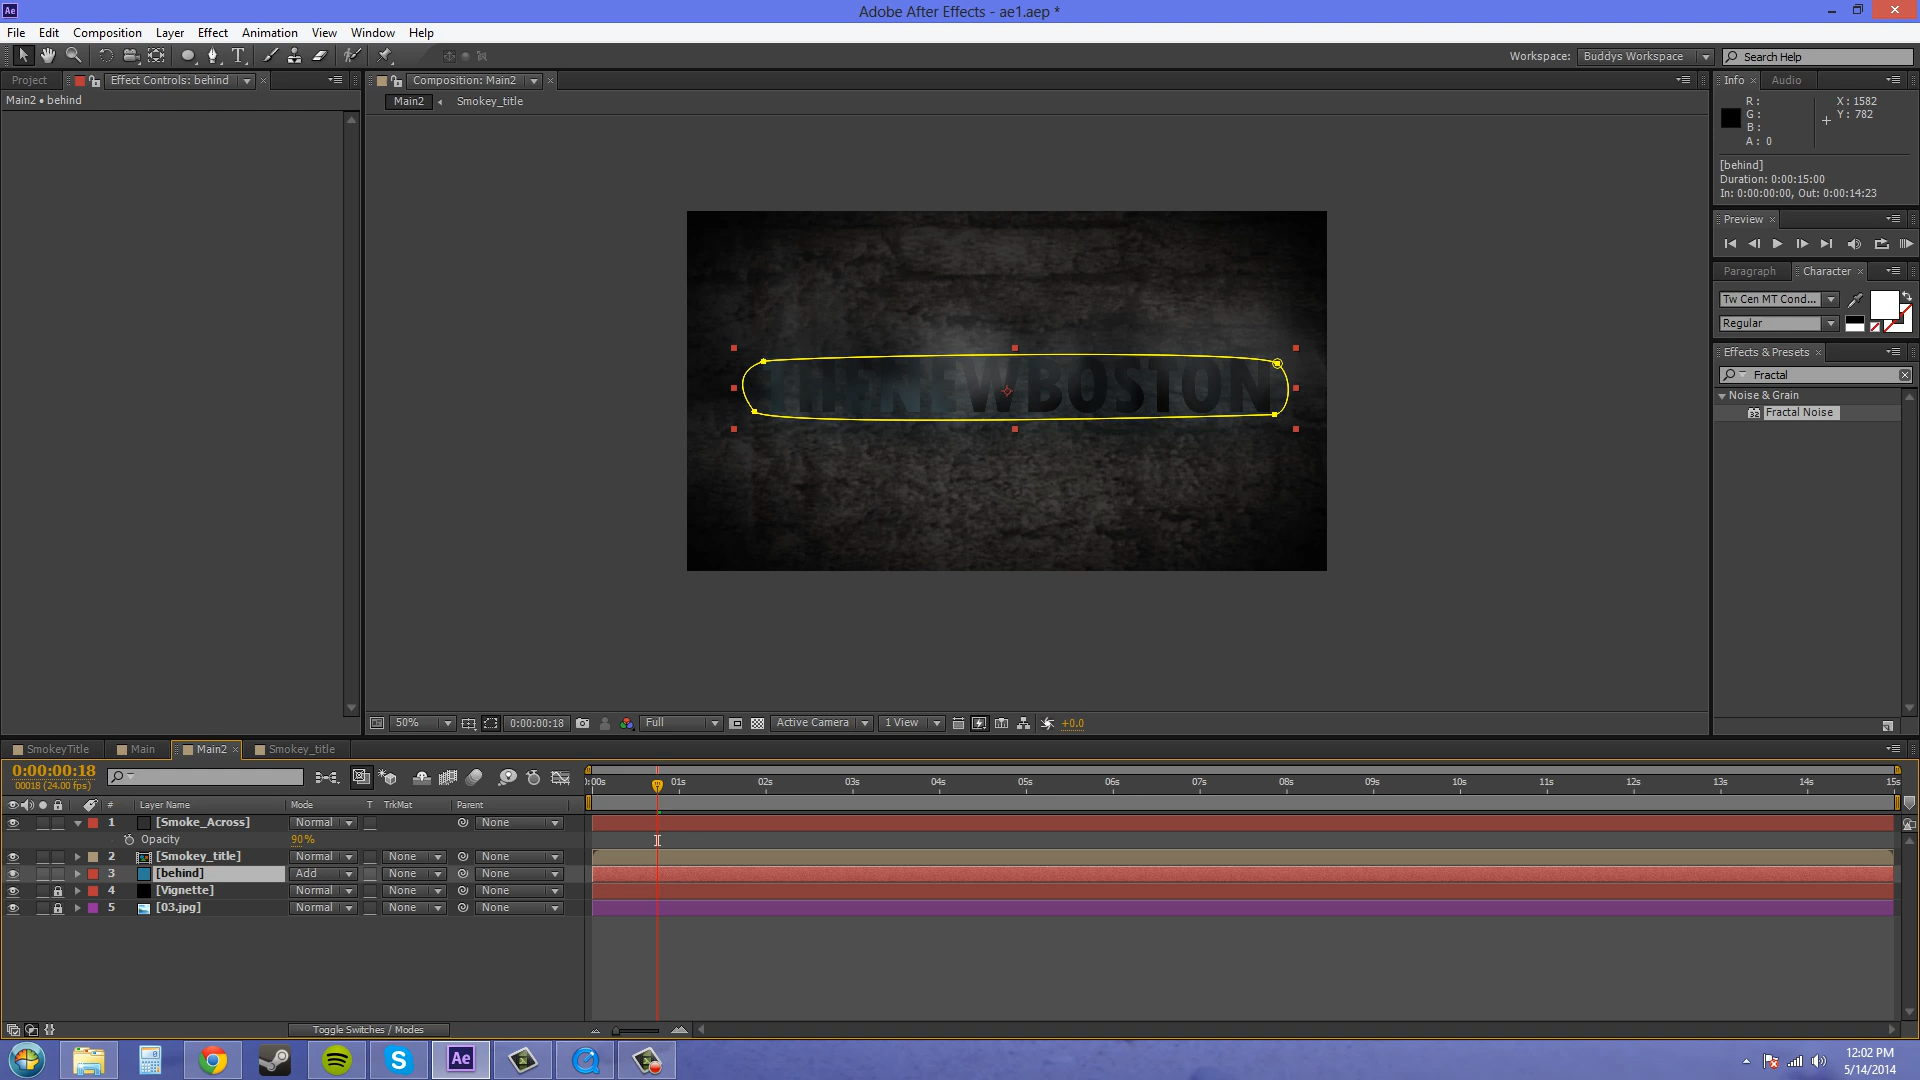 Ae
Adobe After Effects - ae1.aep *
File Edit Composition Layer Effect Animation View Window Help
T
Workspace: Buddys Workspace
Search Help
Project Effect Controls: behind
Composition: Main2
Info Audio
Main2 • behind
Main2 Smokey_title
R:
G:
B:
A: 0
X: 1582
Y: 782
[behind]
Duration: 0:00:15:00
In: 0:00:00:00, Out: 0:00:14:23
Preview
Paragraph Character
Tw Cen MT Cond...
Regular
Effects & Presets
Fractal
Noise & Grain
32
Fractal Noise
THENEWBOSTON
50% 0:00:00:18 Full Active Camera 1 View +0.0
SmokeyTitle Main Main2 Smokey_title
0:00:00:18
00018 (24.00 fps)
:00s 01s 02s 03s 04s 05s 06s 07s 08s 09s 10s 11s 12s 13s 14s 15s
# Layer Name Mode T TrkMat Parent
1 [Smoke_Across] Normal None
Opacity 90%
2 [Smokey_title] Normal None None
3 [behind] Add None None
4 [Vignette] Normal None None
5 [03.jpg] Normal None None
Toggle Switches / Modes
Ae
12:02 PM
5/14/2014